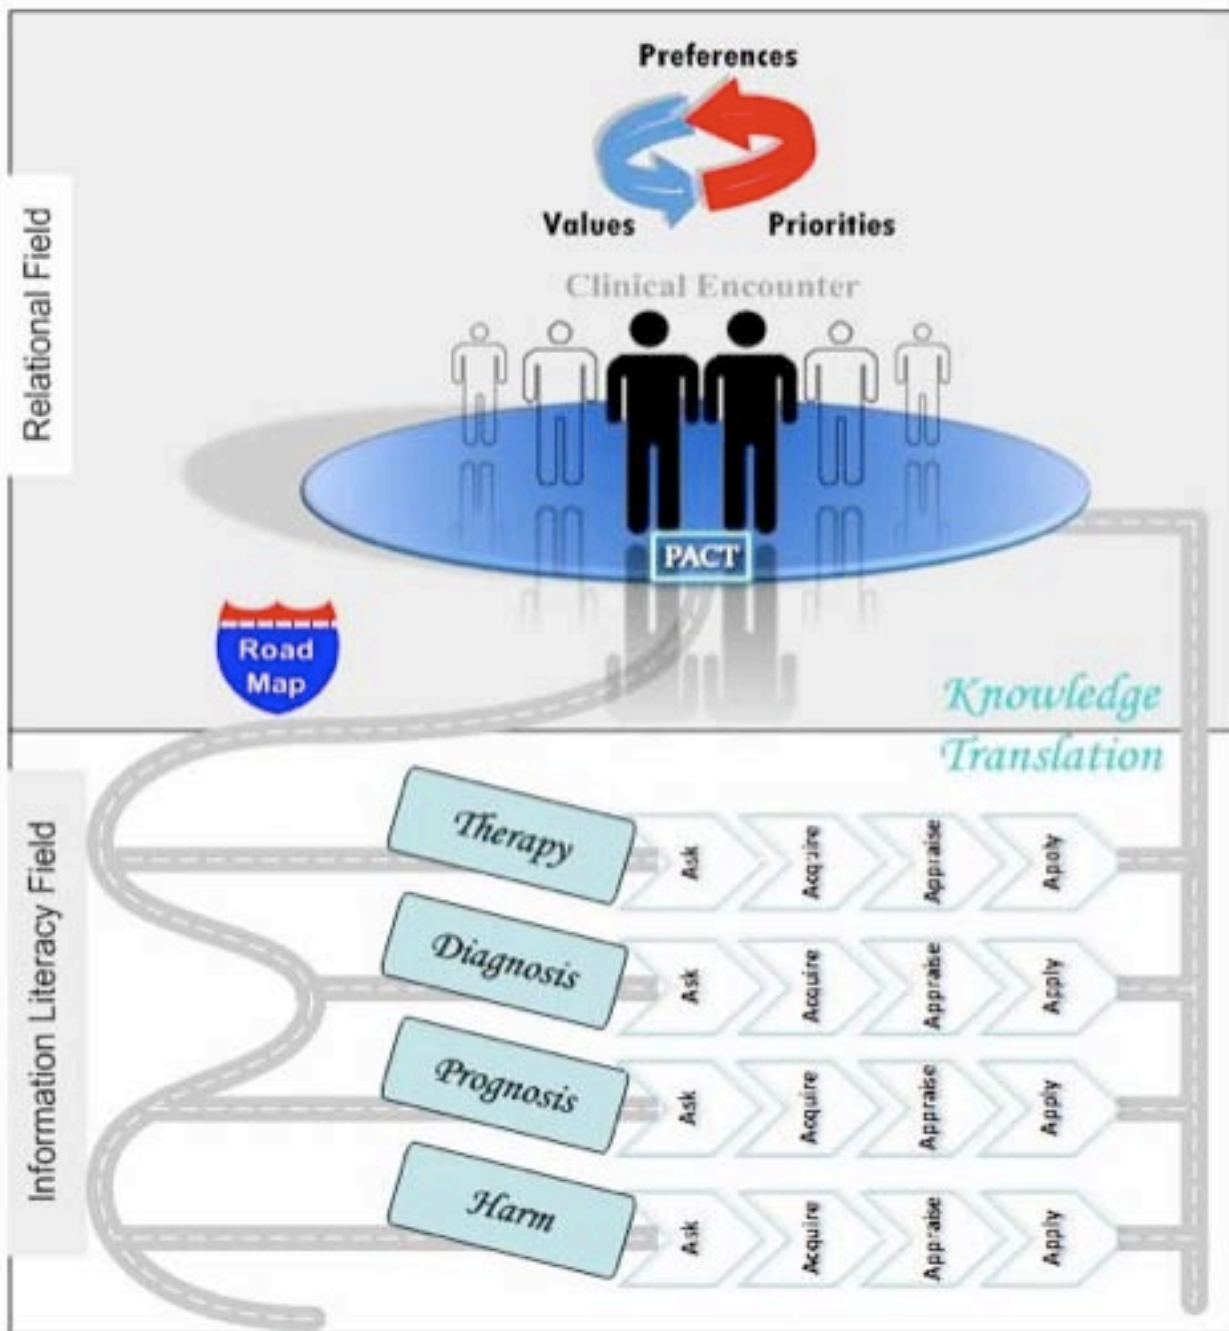 Preferences
Values
Priorities
Clinical Encounter
Relational Field
PACT
Road
Map
Knowledge
Translation
Information Literacy Field
Therapy
Ask
Acquire
Appraise
Apply
Diagnosis
Ask
Acquire
Appraise
Apply
Prognosis
Ask
Acquire
Appraise
Apply
Harm
Ask
Acquire
Appraise
Apply